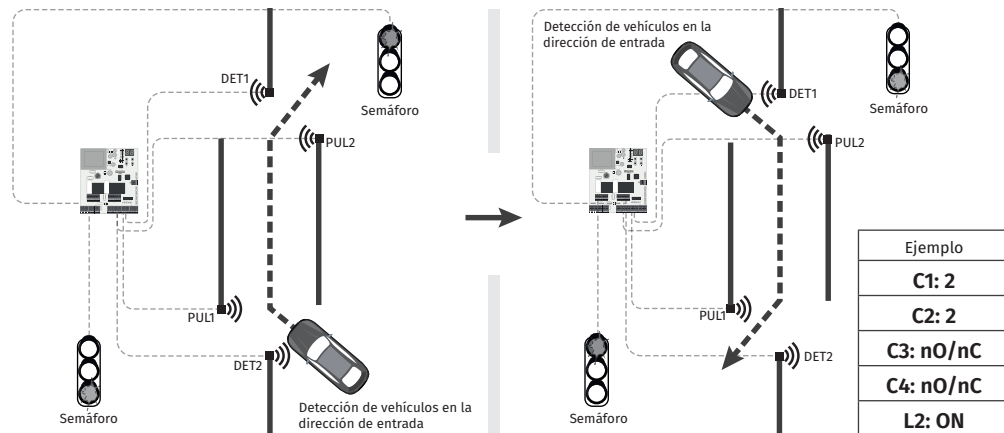 DET1
Semáforo
PUL2
PUL1
DET2
Semáforo
Detección de vehículos en la
dirección de entrada
Detección de vehículos en la
dirección de entrada
DET1
Semáforo
PUL2
PUL1
DET2
Semáforo
Ejemplo
C1: 2
C2: 2
C3: nO/nC
C4: nO/nC
L2: ON